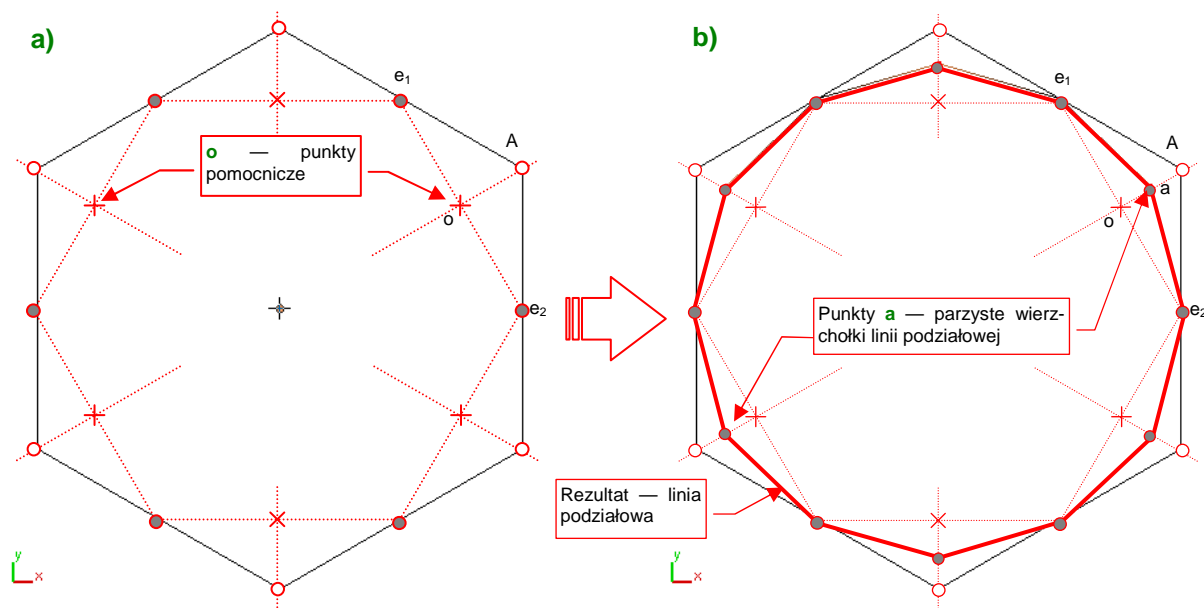 a)
e1
A
o — punkty
pomocnicze
o
e2
y
x
b)
e1
A
a
o
Punkty a — parzyste wierz-
chołki linii podziałowej
e2
Rezultat — linia
podziałowa
y
x